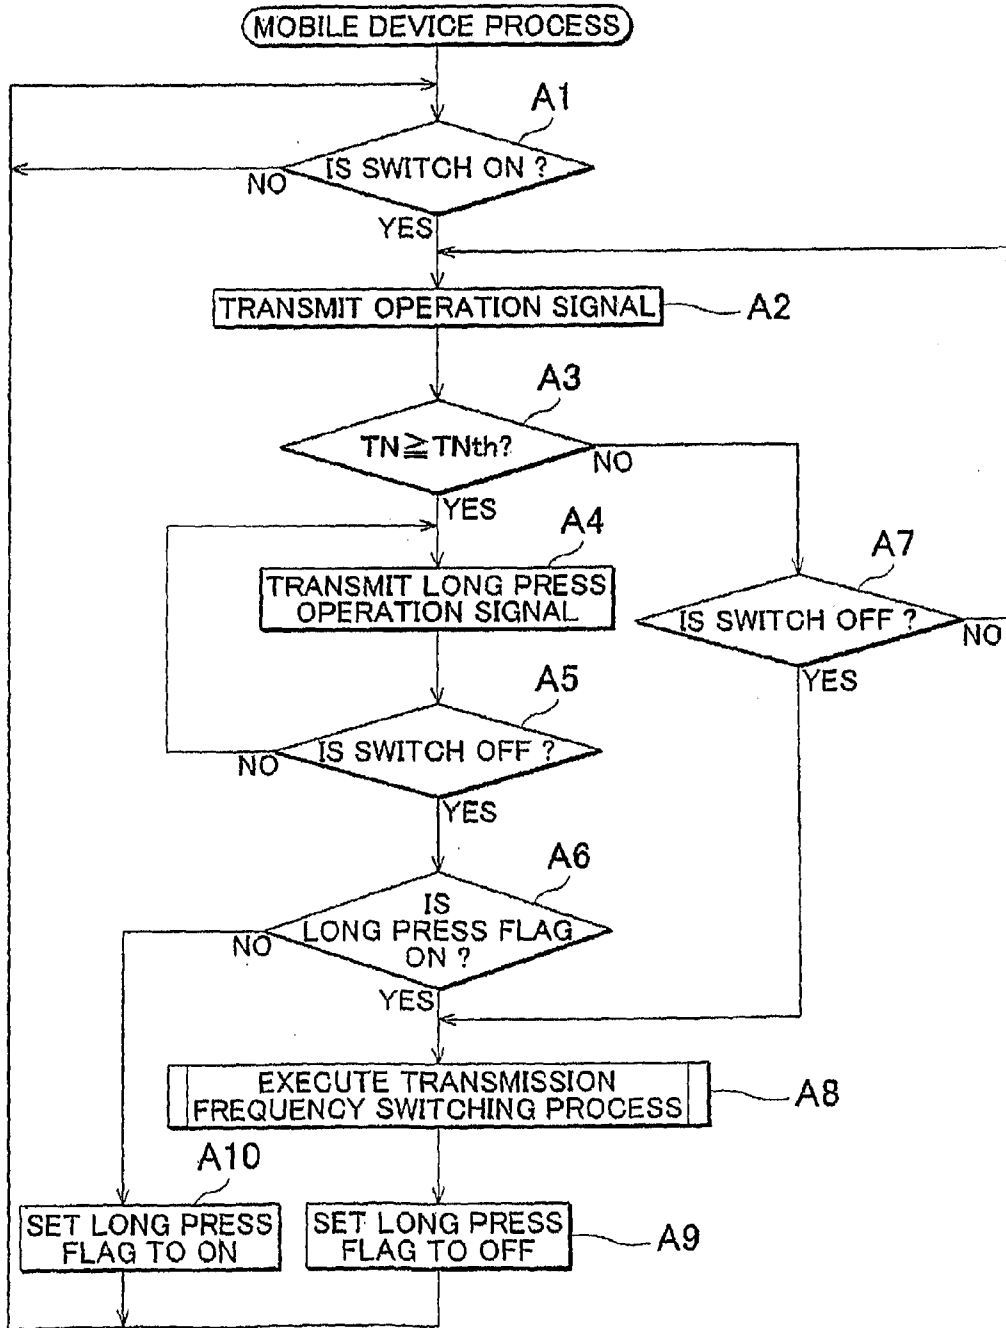 MOBILE DEVICE PROCESS
A1
IS SWITCH ON ?
NO
YES
TRANSMIT OPERATION SIGNAL
A2
A3
TN≧TNth?
NO
YES
A4
TRANSMIT LONG PRESS
OPERATION SIGNAL
A7
IS SWITCH OFF ?
NO
YES
A5
IS SWITCH OFF ?
NO
YES
A6
IS
LONG PRESS FLAG
ON ?
NO
YES
EXECUTE TRANSMISSION
FREQUENCY SWITCHING PROCESS
A8
A10
SET LONG PRESS
FLAG TO ON
SET LONG PRESS
FLAG TO OFF
A9